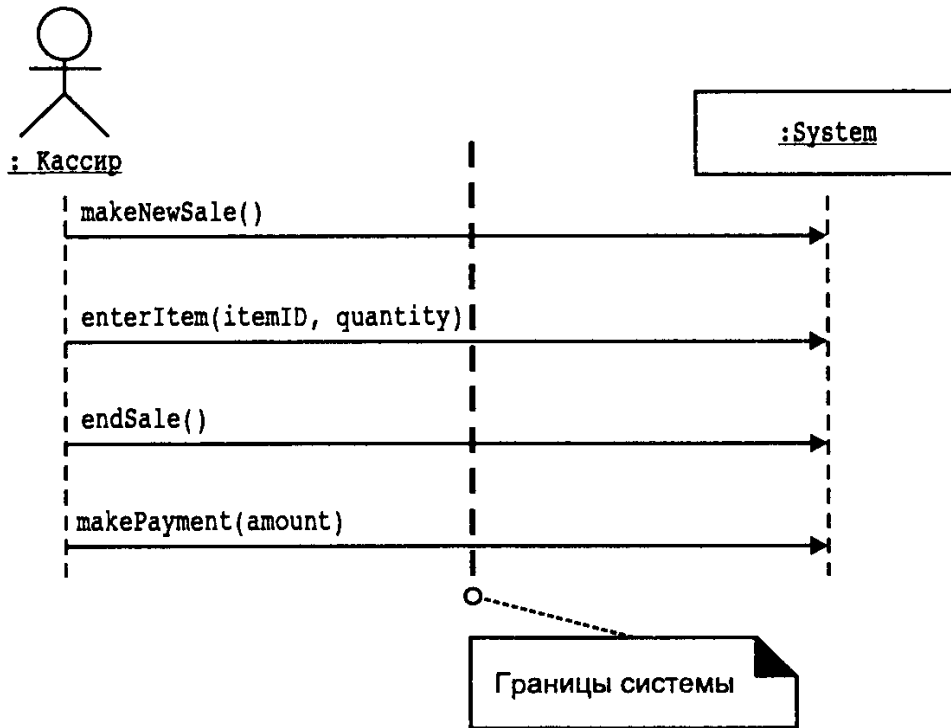 : Кассир
:System
makeNewSale()
enterItem(itemID, quantity)
endSale()
makePayment(amount)
Границы системы